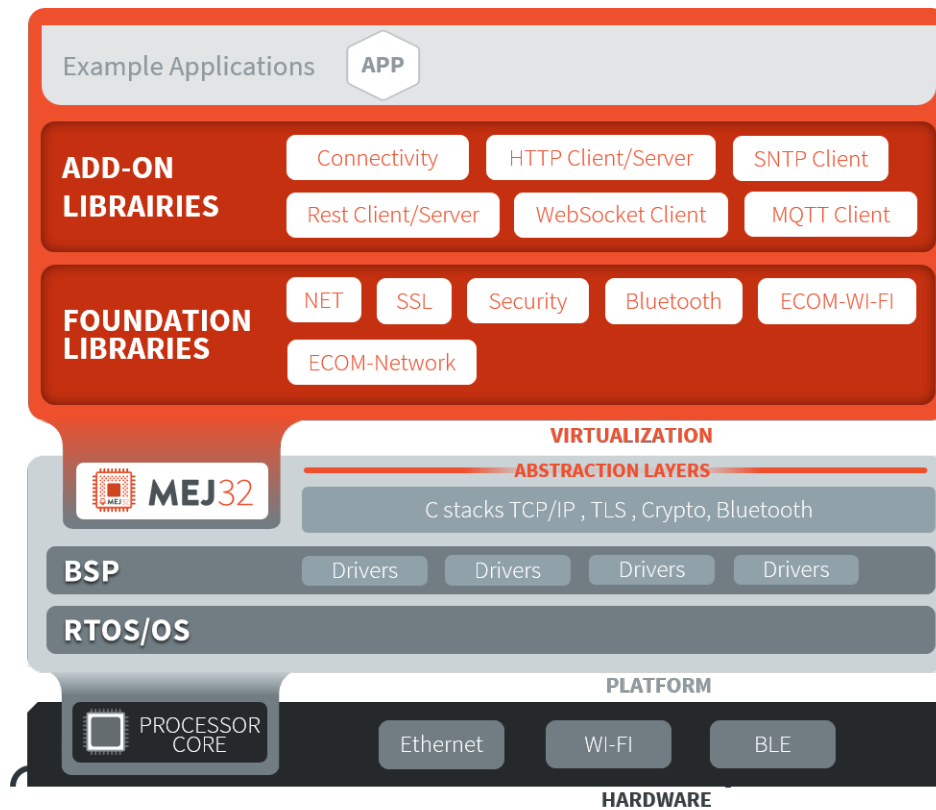 Example Applications APP
ADD-ON
LIBRAIRIES
Connectivity HTTP Client/Server SNTP Client
Rest Client/Server WebSocket Client MQTT Client
FOUNDATION
LIBRARIES
NET SSL Security Bluetooth ECOM-WI-FI
ECOM-Network
VIRTUALIZATION
ABSTRACTION LAYERS
MEJ MEJ32
C stacks TCP/IP , TLS , Crypto, Bluetooth
BSP Drivers Drivers Drivers Drivers
RTOS/OS
PLATFORM
PROCESSOR
CORE
Ethernet WI-FI BLE
HARDWARE